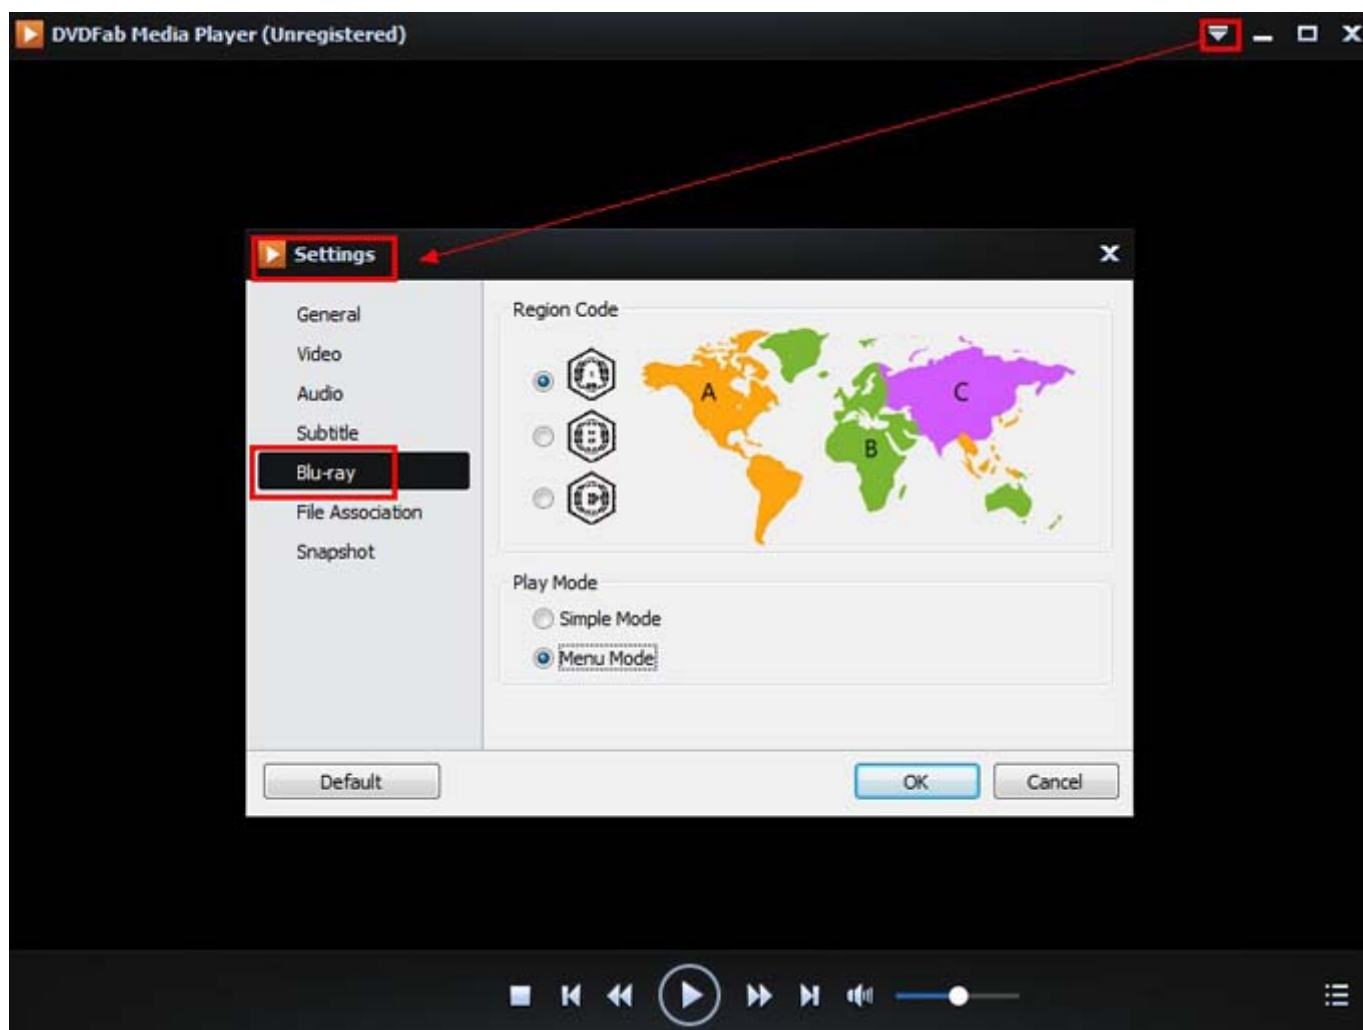 DVDFab Media Player (Unregistered)
Settings
General
Video
Audio
Subtitle
Blu-ray
File Association
Snapshot
Region Code
A
B
C
Play Mode
Simple Mode
Menu Mode
Default
OK
Cancel